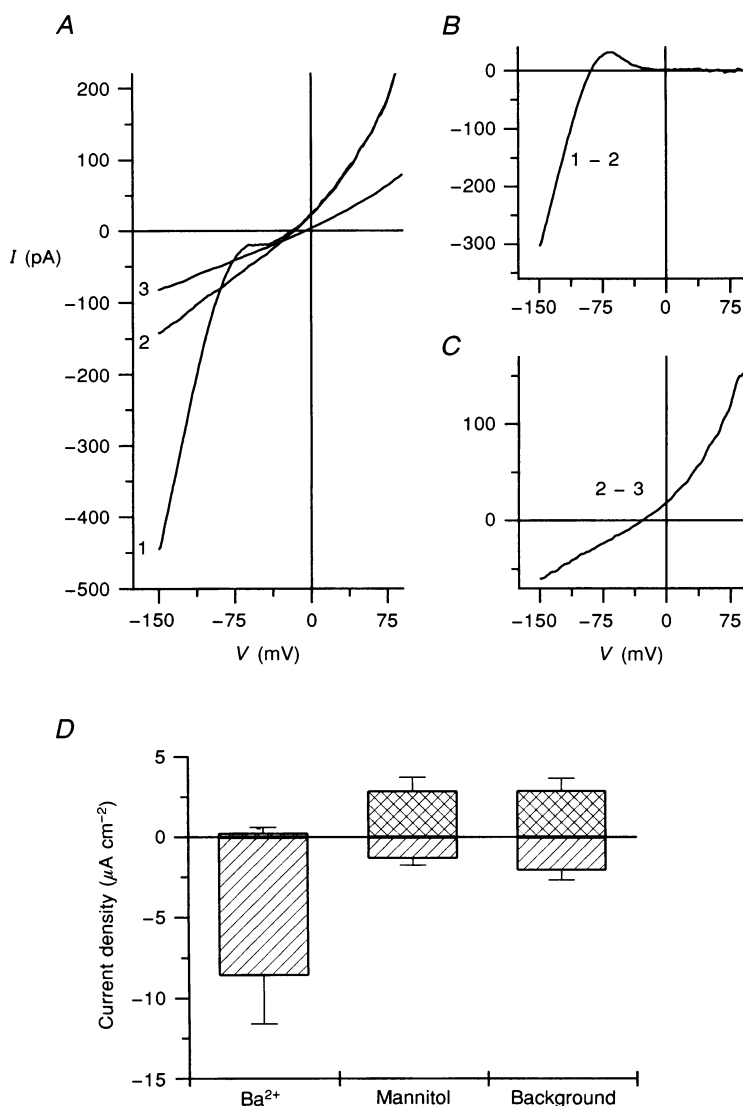 A
200
100
0
−100
−200
−300
−400
−500
I (pA)
3
2
1
−150 −75 0 75
V (mV)
B
0
−100
−200
−300
1 − 2
−150 −75 0 75
C
100
0
2 − 3
−150 −75 0 75
V (mV)
D
5
0
−5
−10
−15
Current density (μA cm⁻²)
Ba²⁺ Mannitol Background